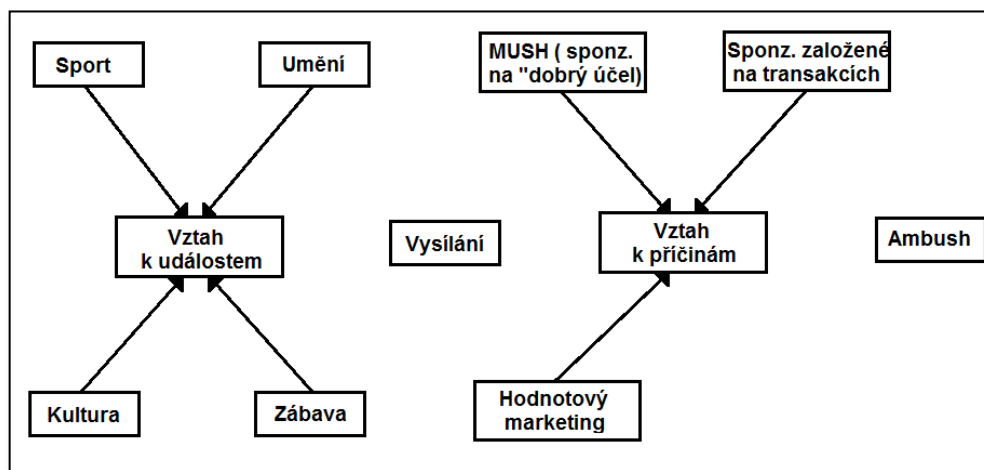 Sport
Umění
MUSH ( sponz.
na "dobrý účel)
Sponz. založené
na transakcích
Vztah
k událostem
Vysílání
Vztah
k příčinám
Ambush
Kultura
Zábava
Hodnotový
marketing